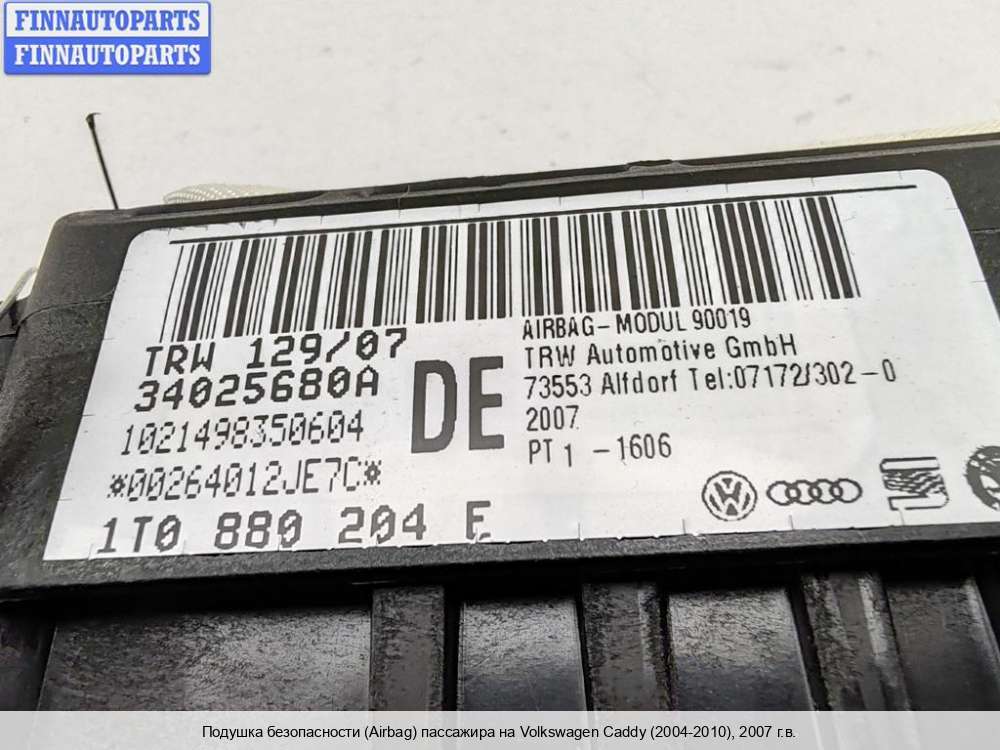 FINNAUTOPARTS
FINNAUTOPARTS
TRW 129/07
34025680A
1021498350604
*00264012JE7C*
1T0 880 204 E
DE
AIRBAG-MODUL 90019
TRW Automotive GmbH
73553 Alfdorf Tel:07172/302-0
2007
PT 1 -1606
Подушка безопасности (Airbag) пассажира на Volkswagen Caddy (2004-2010), 2007 г.в.